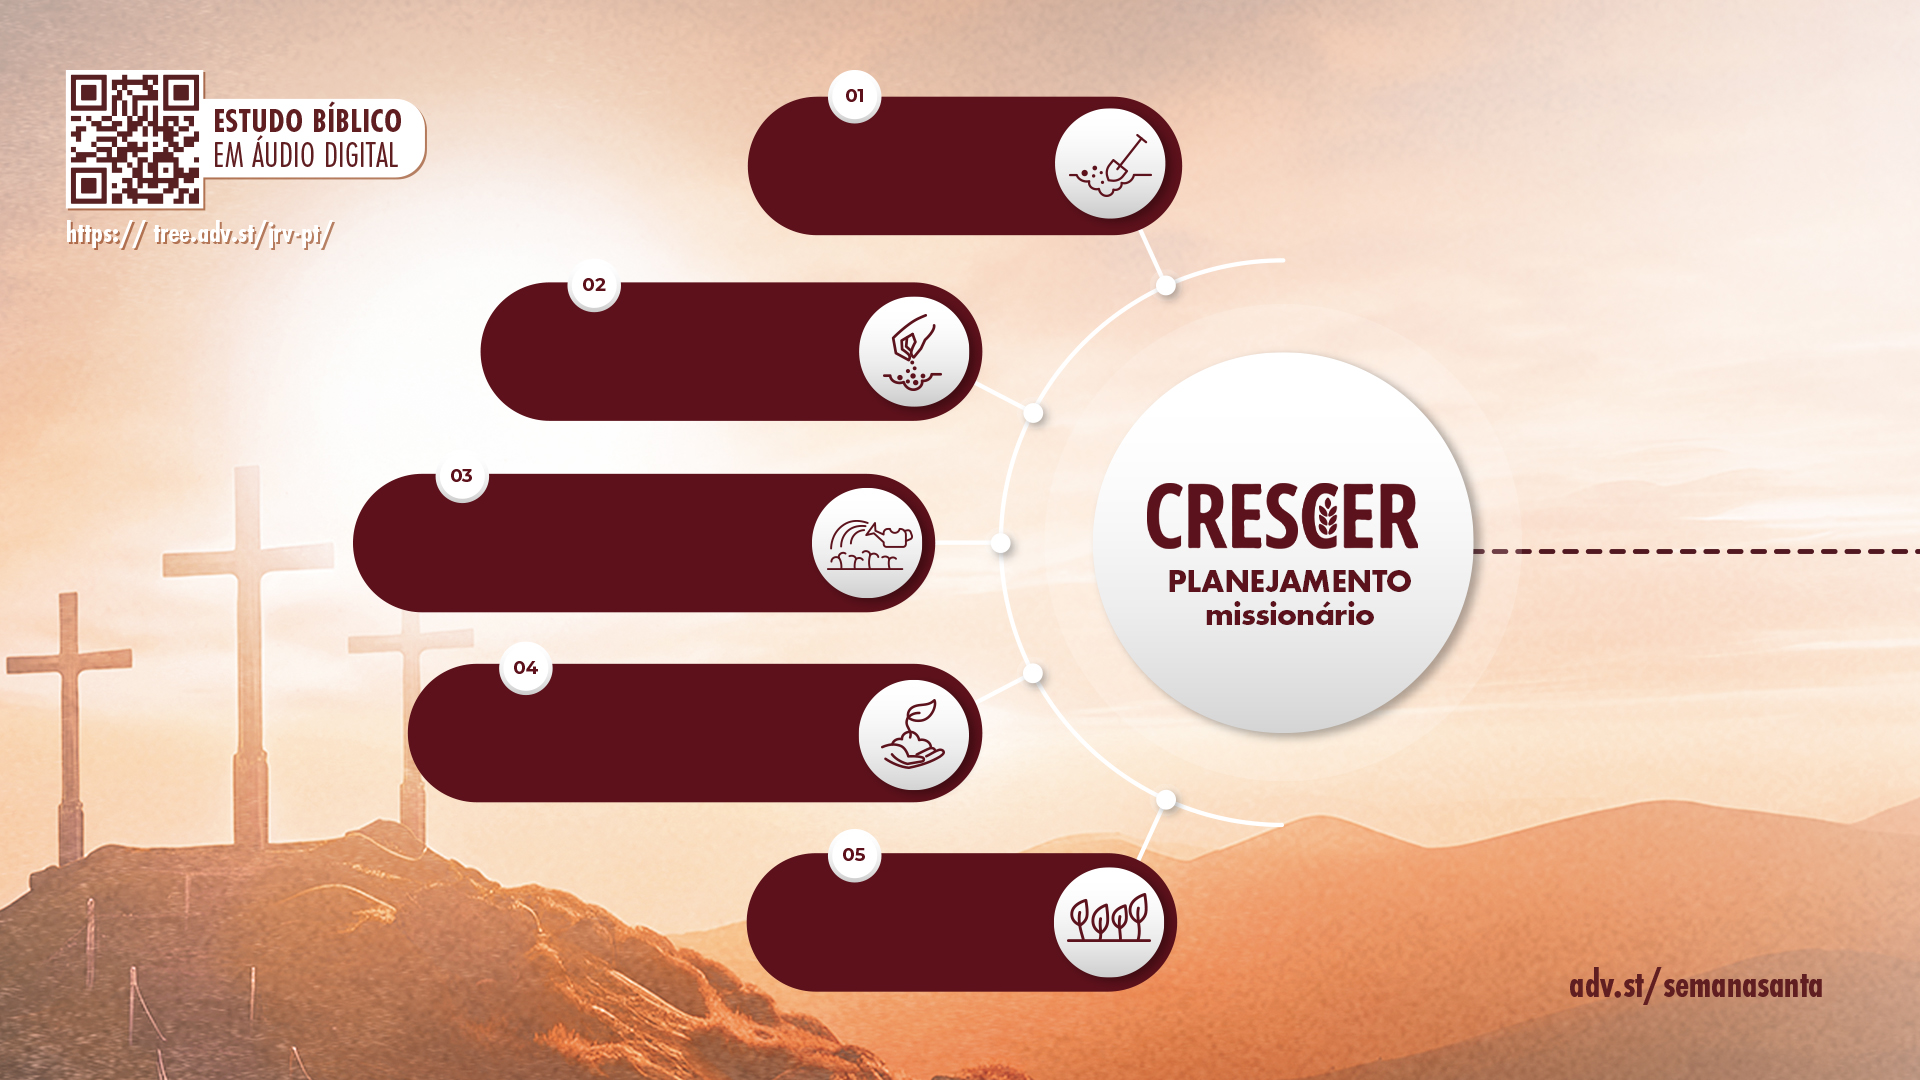 ESTUDO BÍBLICO
EM ÁUDIO DIGITAL
https:// tree.adv.st/jrv-pt/
01
02
03
04
05
CRESCER
PLANEJAMENTO
missionário
adv.st/semanasanta